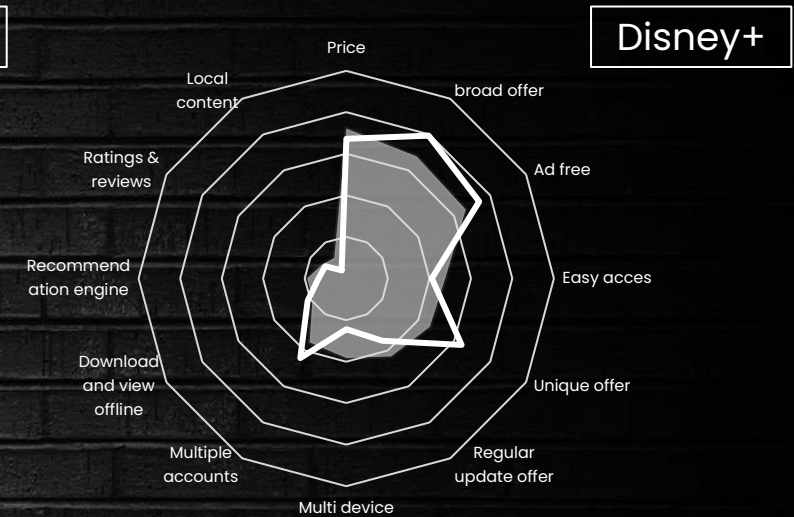 Disney+
Price
broad offer
Ad free
Easy acces
Unique offer
Regular
update offer
Multi device
Multiple
accounts
Download
and view
offline
Recommend
ation engine
Ratings &
reviews
Local
content